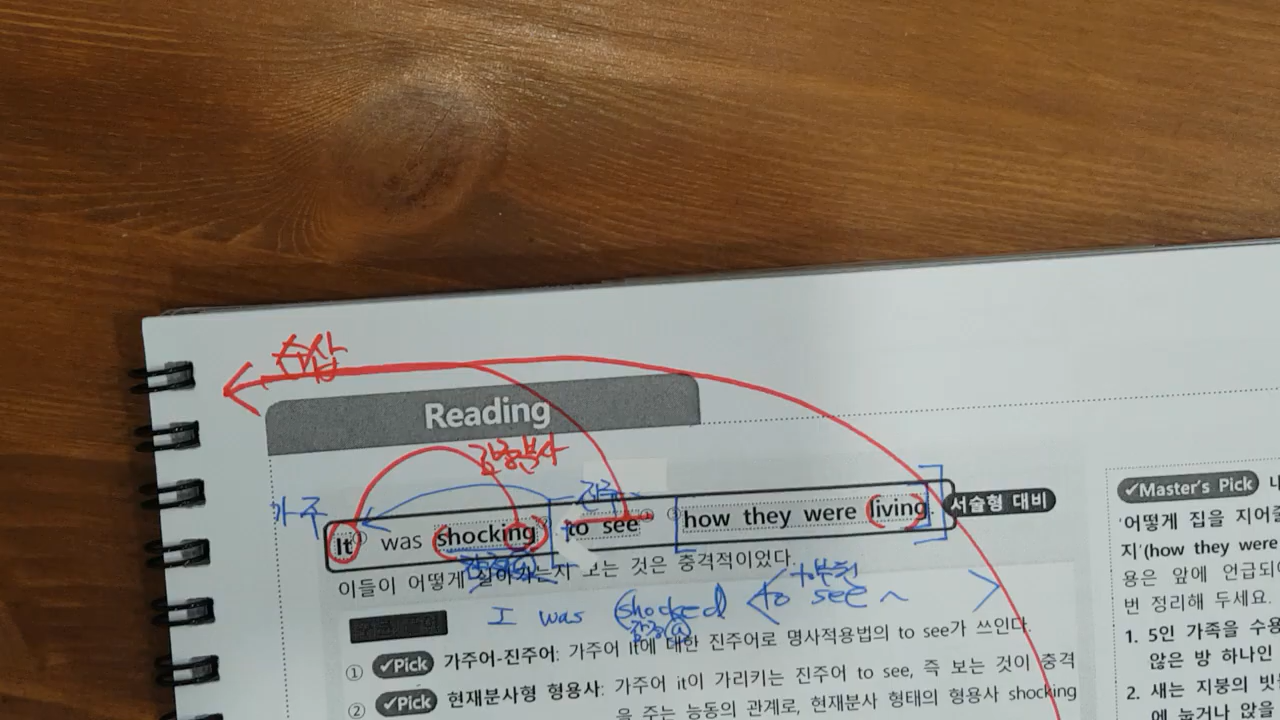 수삽
Reading
감형분사
가주
진주
It① was shocking② to see how they were living 서술형 대비
이들이 어떻게 살아가는지 보는 것은 충격적이었다.
I was shocked to see ~
✓Master's Pick
'어떻게 집을 지어
지'(how they were
용은 앞에 언급되어
번 정리해 두세요.
1. 5인 가족을 수용
않은 방 하나인
2. 새는 지붕의 빗
에 눕거나 앉을
① ✓Pick 가주어-진주어: 가주어 it에 대한 진주어로 명사적용법의 to see가 쓰인다.
② ✓Pick 현재분사형 형용사: 가주어 it이 가리키는 진주어 to see, 즉 보는 것이 충격
을 주는 능동의 관계로, 현재분사 형태의 형용사 shocking